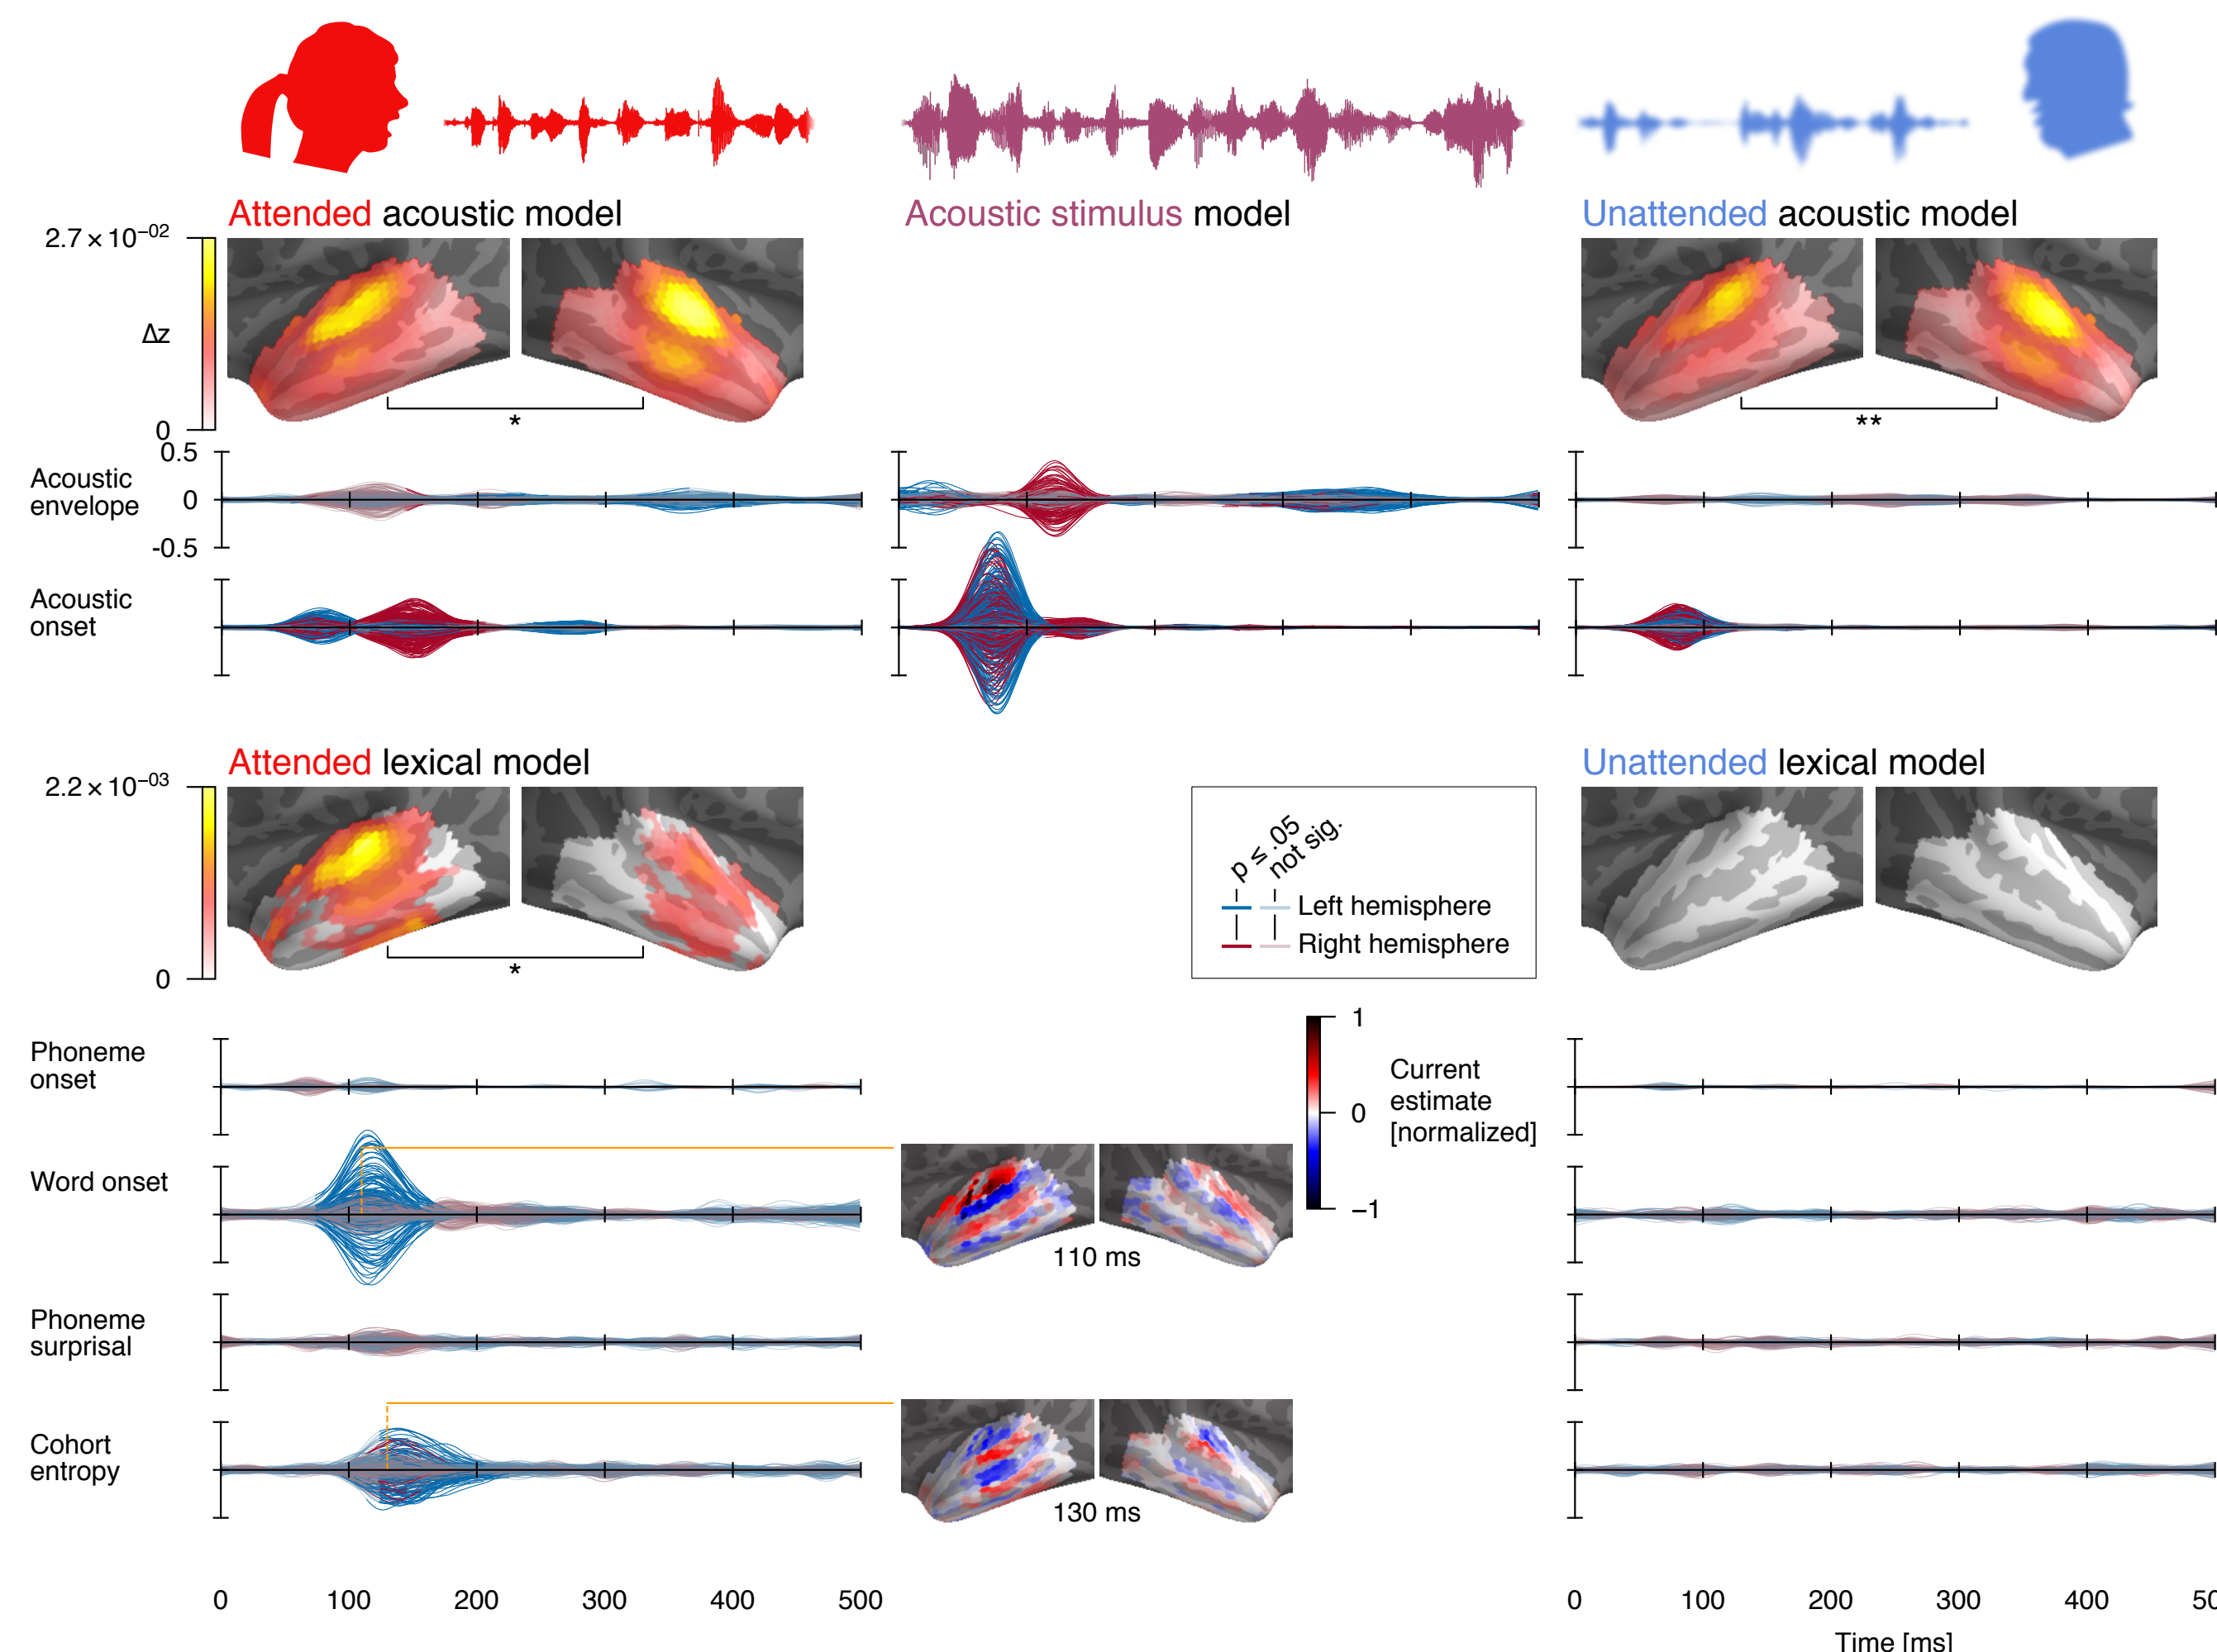 Attended acoustic model
Acoustic stimulus model
Unattended acoustic model
2.7 × 10⁻⁰²
Δz
0
*
**
Acoustic
envelope
0.5
0
-0.5
Acoustic
onset
Attended lexical model
Unattended lexical model
2.2 × 10⁻⁰³
0
*
p ≤ .05
not sig.
Left hemisphere
Right hemisphere
1
0
−1
Current
estimate
[normalized]
Phoneme
onset
Word onset
110 ms
Phoneme
surprisal
Cohort
entropy
130 ms
0 100 200 300 400 500
0 100 200 300 400 50
Time [ms]